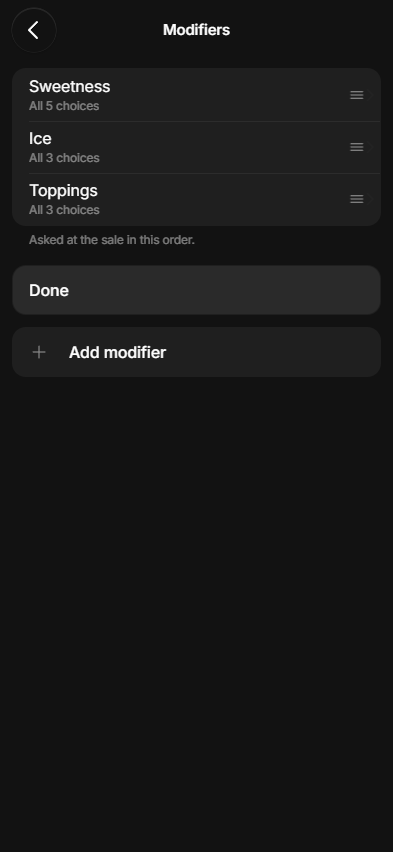 Modifiers
Sweetness
All 5 choices
Ice
All 3 choices
Toppings
All 3 choices
Asked at the sale in this order.
Done
Add modifier